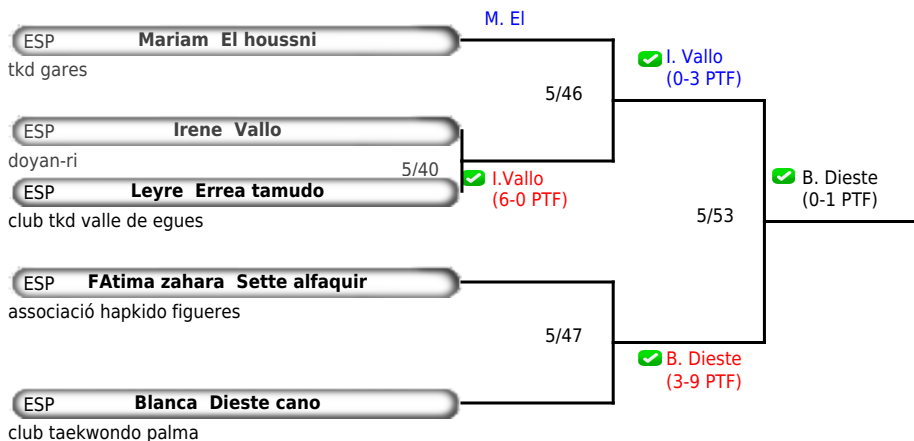 M. El
ESP Mariam El houssni
tkd gares
I. Vallo
(0-3 PTF)
5/46
ESP Irene Vallo
doyan-ri
5/40
I.Vallo
(6-0 PTF)
ESP Leyre Errea tamudo
club tkd valle de egues
B. Dieste
(0-1 PTF)
5/53
ESP FAtima zahara Sette alfaquir
associació hapkido figueres
5/47
B. Dieste
(3-9 PTF)
ESP Blanca Dieste cano
club taekwondo palma